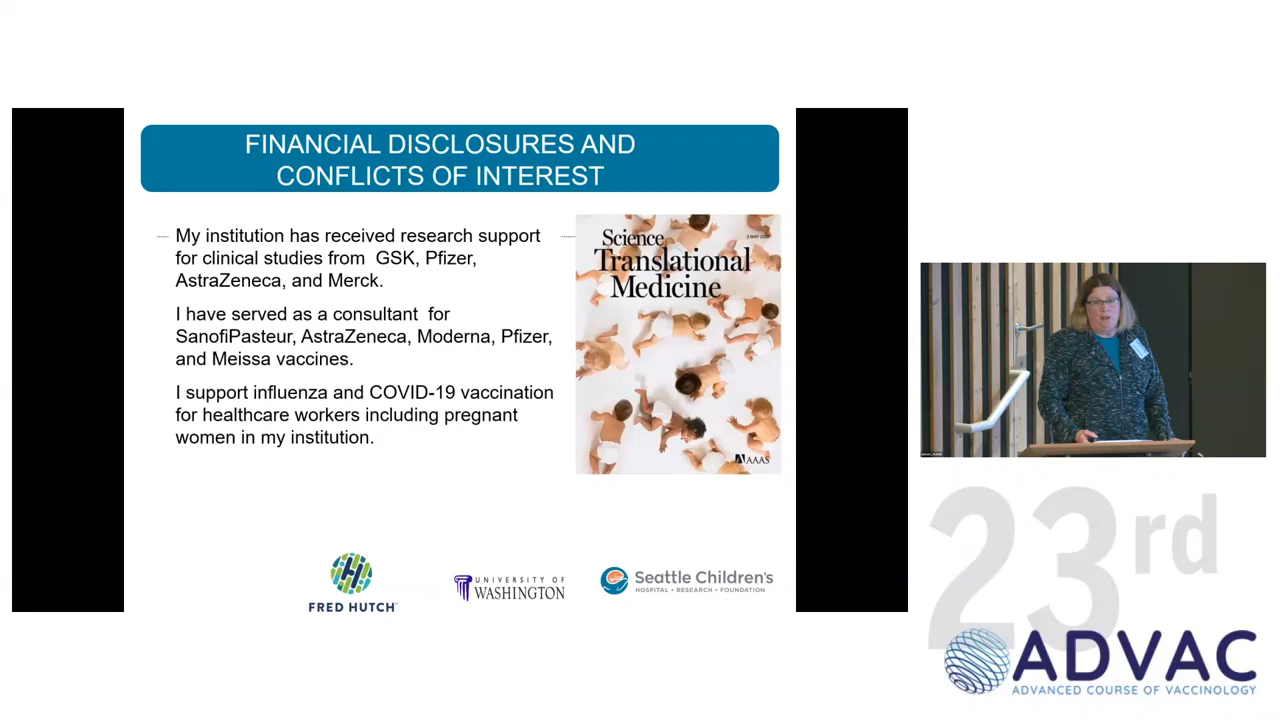 FINANCIAL DISCLOSURES AND
CONFLICTS OF INTEREST
My institution has received research support
for clinical studies from GSK, Pfizer,
AstraZeneca, and Merck.
I have served as a consultant for
SanofiPasteur, AstraZeneca, Moderna, Pfizer,
and Meissa vaccines.
I support influenza and COVID-19 vaccination
for healthcare workers including pregnant
women in my institution.
Science
Translational
Medicine
AAAS
FRED HUTCH
UNIVERSITY OF
WASHINGTON
Seattle Children's
HOSPITAL • RESEARCH • FOUNDATION
23rd
ADVAC
ADVANCED COURSE OF VACCINOLOGY